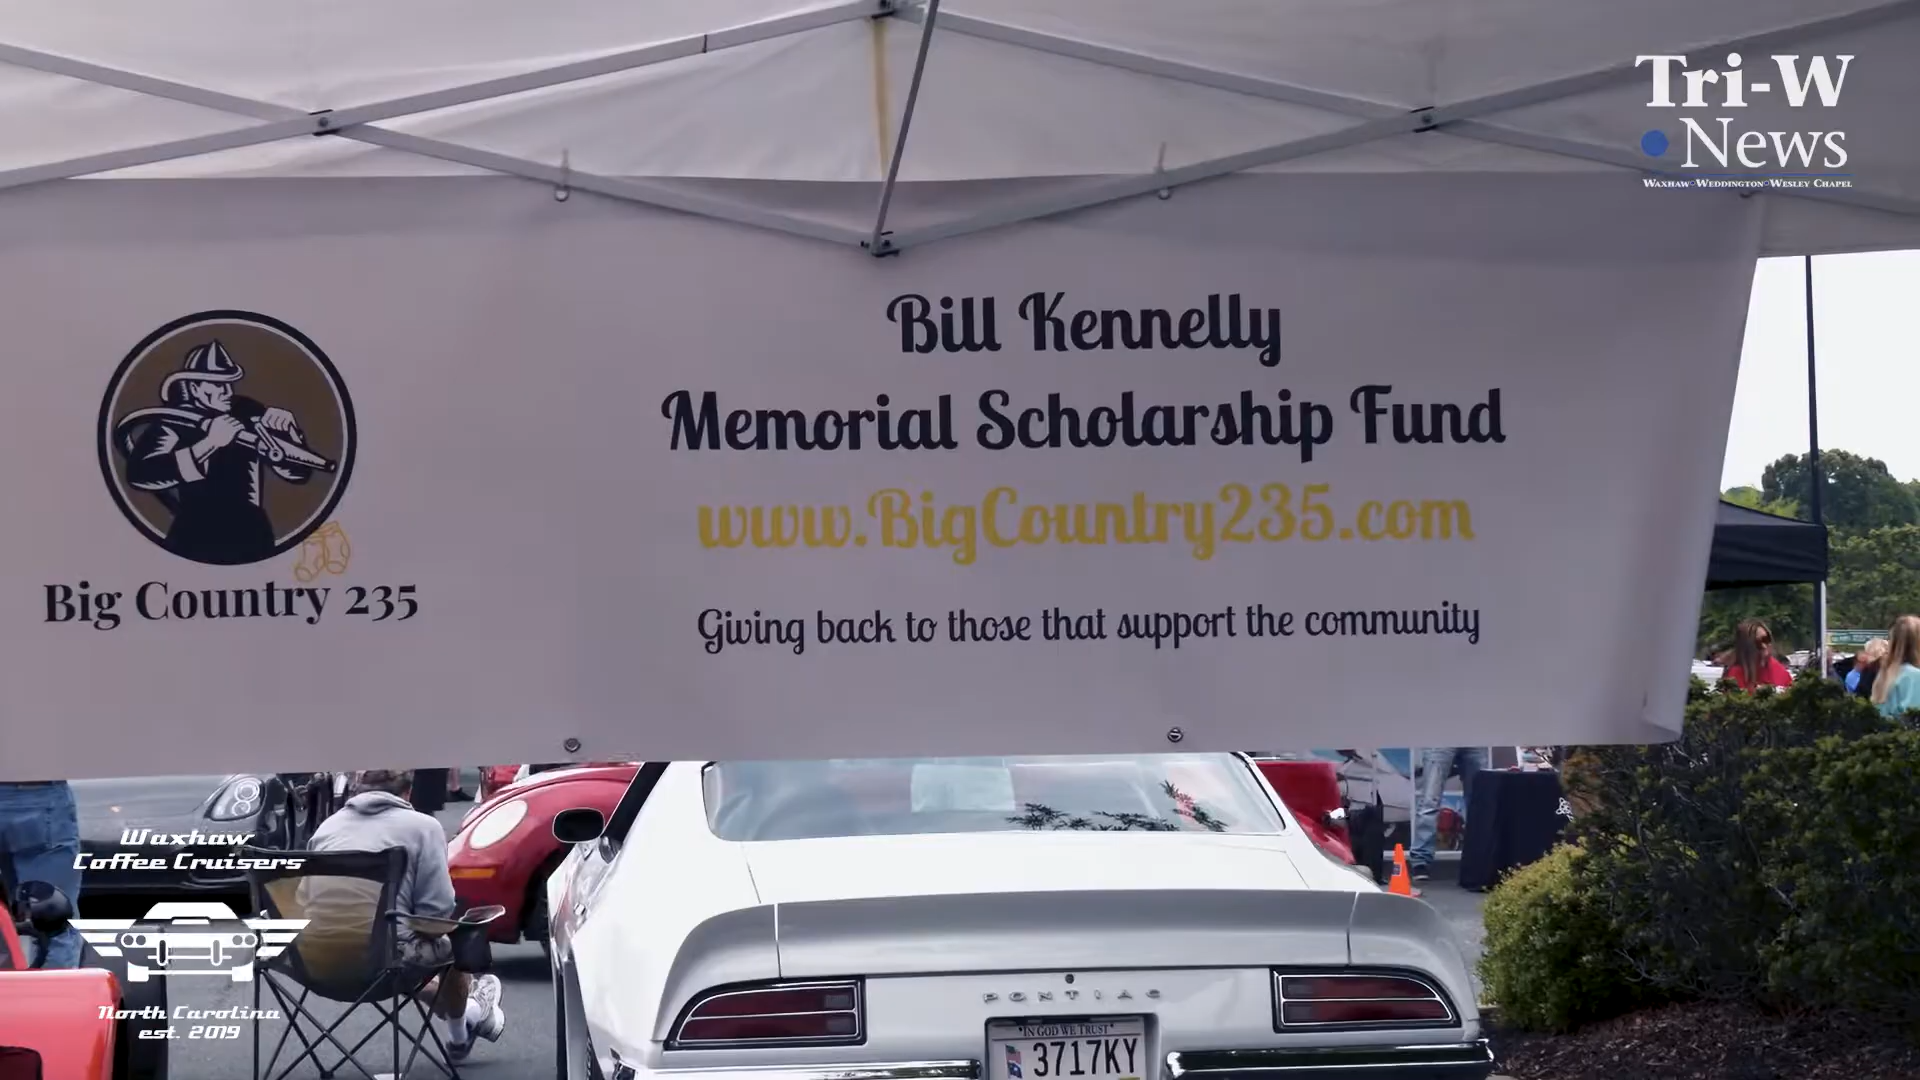 Tri-W
News
Waxhaw•Weddington•Wesley Chapel
Bill Kennelly
Memorial Scholarship Fund
www.BigCountry235.com
Giving back to those that support the community
Big Country 235
Waxhaw
Coffee Cruisers
North Carolina
est. 2019
PONTIAC
"IN GOD WE TRUST"
3717KY